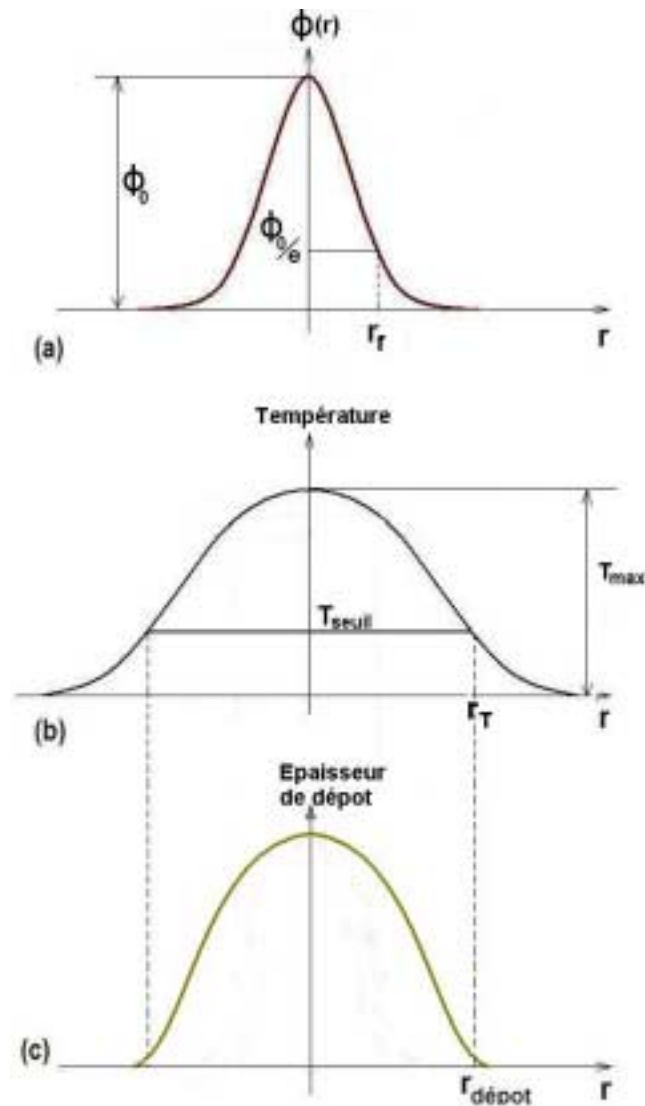 ϕ(r)
ϕ₀
ϕ₀/e
r_f
r
(a)
Température
T_max
T_seuil
r_T
r
(b)
Epaisseur
de dépot
(c)
r_dépot
r